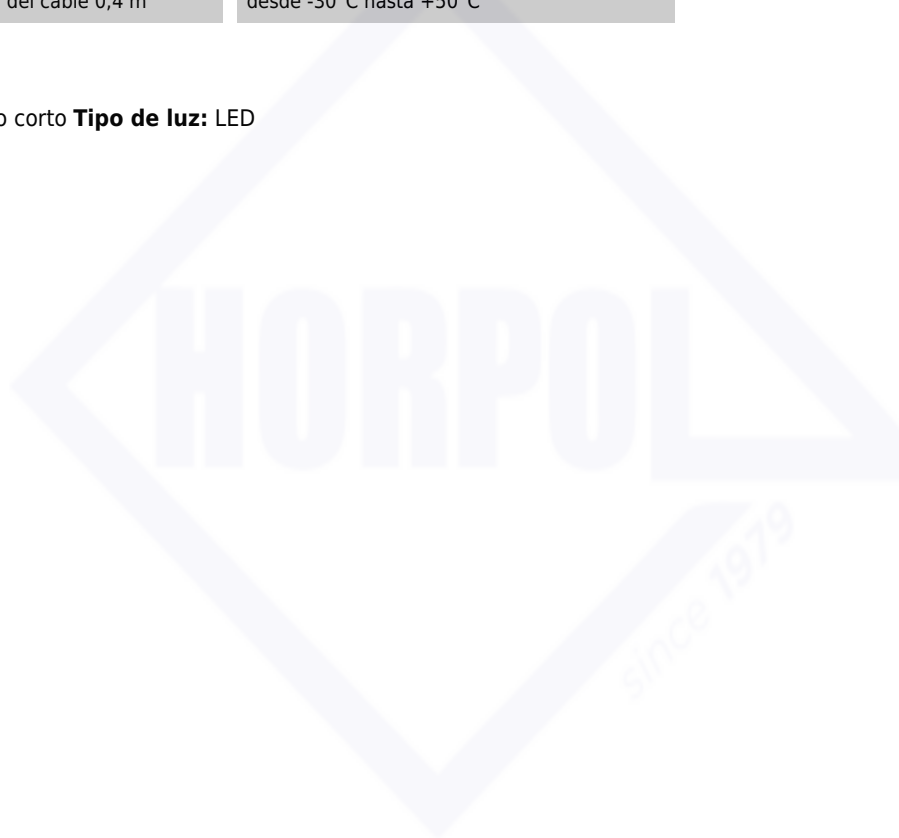 del cable 0,4 m
desde -30°C hasta +50°C
o corto Tipo de luz: LED
HORPOL
since 1979